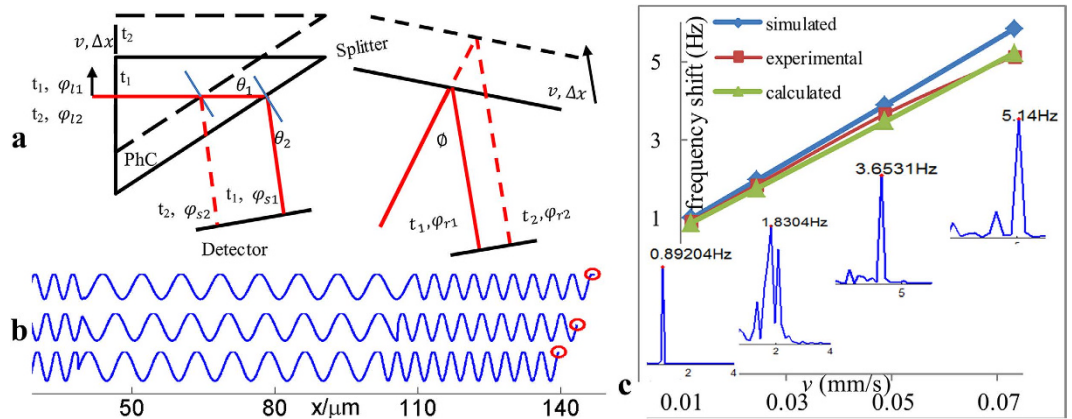 a
v, Δx
t₂
t₁
t₁, φₗ₁
t₂, φₗ₂
θ₁
θ₂
PhC
t₂, φₛ₂
t₁, φₛ₁
Detector
Splitter
v, Δx
ø
t₁,φᵣ₁
t₂,φᵣ₂
b
50
80
x/μm
110
140
c
simulated
experimental
calculated
frequency shift (Hz)
5
3
1
0.89204Hz
2
4
1.8304Hz
2
4
3.6531Hz
5
5.14Hz
0.01
0.03
0.05
0.07
v (mm/s)